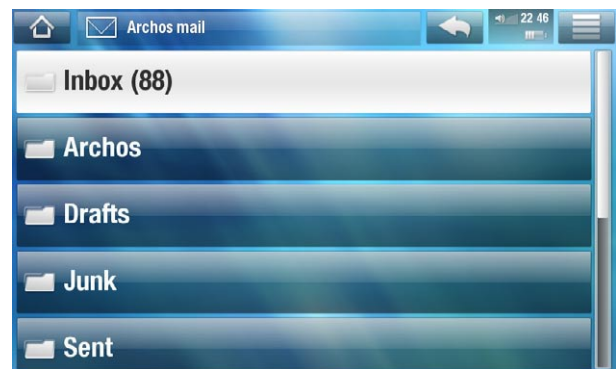 Archos mail
22 46
Inbox (88)
Archos
Drafts
Junk
Sent